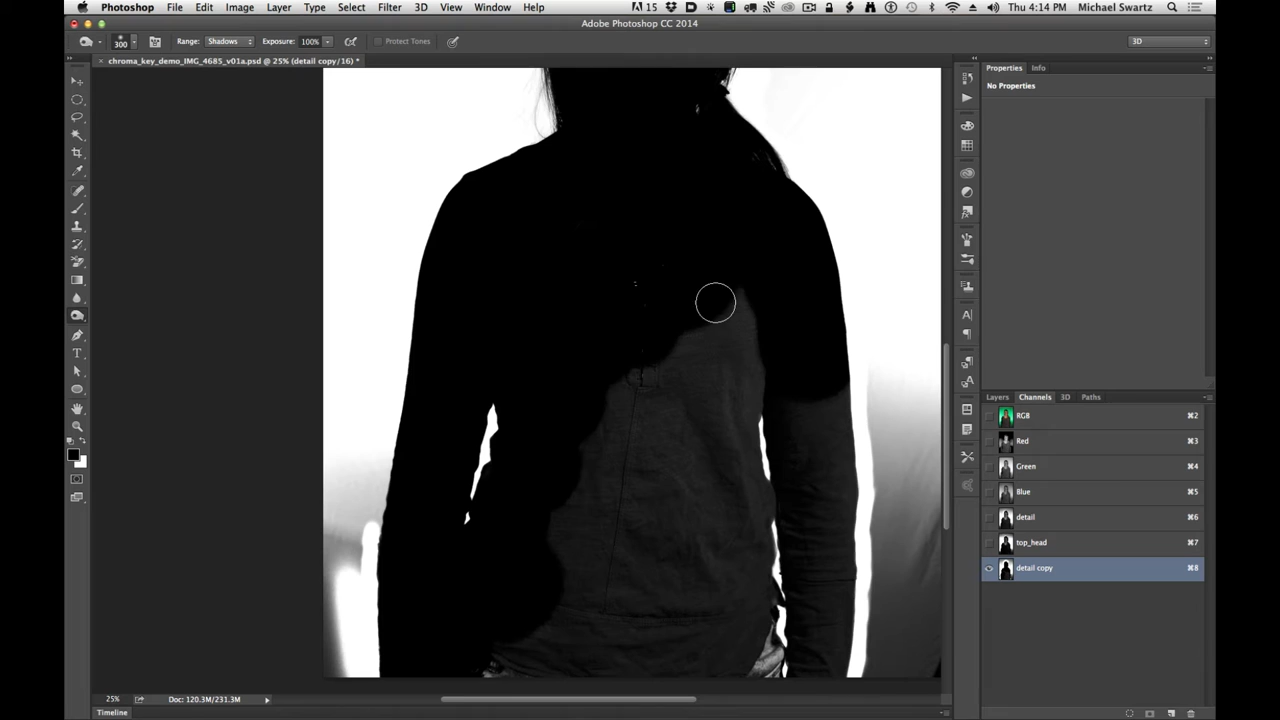 Photoshop File Edit Image Layer Type Select Filter 3D View Window Help 15 Thu 4:14 PM Michael Swartz
Adobe Photoshop CC 2014
300 Range: Shadows Exposure: 100% Protect Tones 3D
× chroma_key_demo_IMG_4685_v01a.psd @ 25% (detail copy/16) *
Properties Info
No Properties
Layers Channels 3D Paths
RGB ⌘2
Red ⌘3
Green ⌘4
Blue ⌘5
detail ⌘6
top_head ⌘7
detail copy ⌘8
25% Doc: 120.3M/231.3M
Timeline